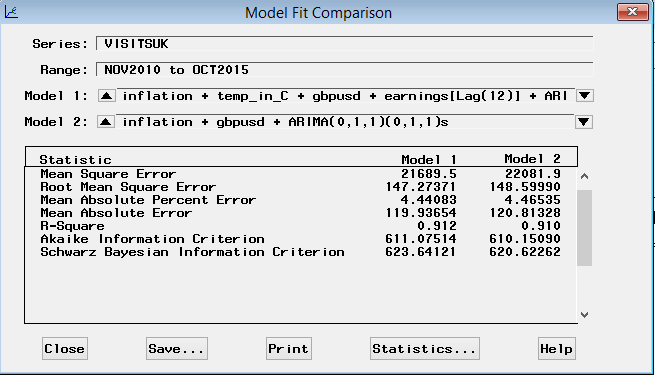 Model Fit Comparison
Series: VISITSUK
Range: NOV2010 to OCT2015
Model 1: inflation + temp_in_C + gbpusd + earnings[Lag(12)] + ARI
Model 2: inflation + gbpusd + ARIMA(0,1,1)(0,1,1)s
Statistic Model 1 Model 2
Mean Square Error 21689.5 22081.9
Root Mean Square Error 147.27371 148.59990
Mean Absolute Percent Error 4.44083 4.46535
Mean Absolute Error 119.93654 120.81328
R-Square 0.912 0.910
Akaike Information Criterion 611.07514 610.15090
Schwarz Bayesian Information Criterion 623.64121 620.62262
Close Save... Print Statistics... Help